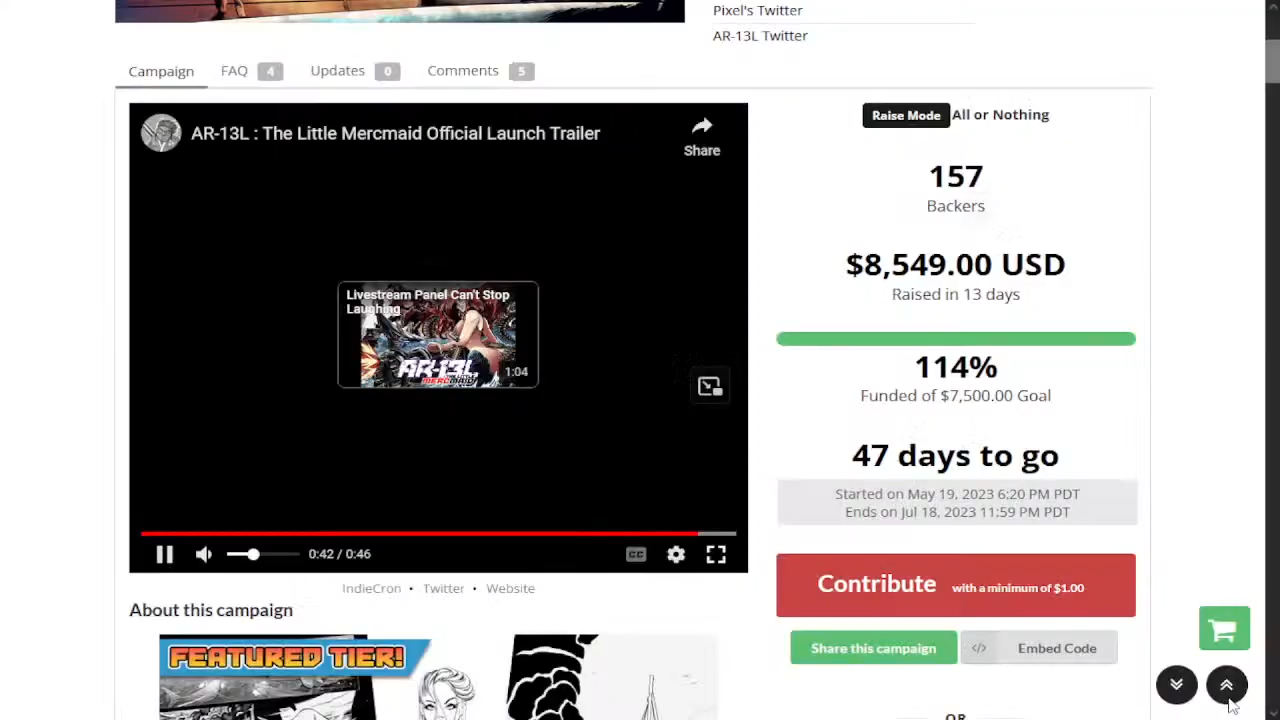 Pixel's Twitter
AR-13L Twitter
Campaign
FAQ 4
Updates 0
Comments 5
AR-13L : The Little Mercmaid Official Launch Trailer
Share
Livestream Panel Can't Stop
Laughing
AR-13L
MERCMAID
1:04
0:42 / 0:46
CC
IndieCron • Twitter • Website
About this campaign
FEATURED TIER!
Raise Mode All or Nothing
157
Backers
$8,549.00 USD
Raised in 13 days
114%
Funded of $7,500.00 Goal
47 days to go
Started on May 19, 2023 6:20 PM PDT
Ends on Jul 18, 2023 11:59 PM PDT
Contribute with a minimum of $1.00
Share this campaign
</> Embed Code
OR